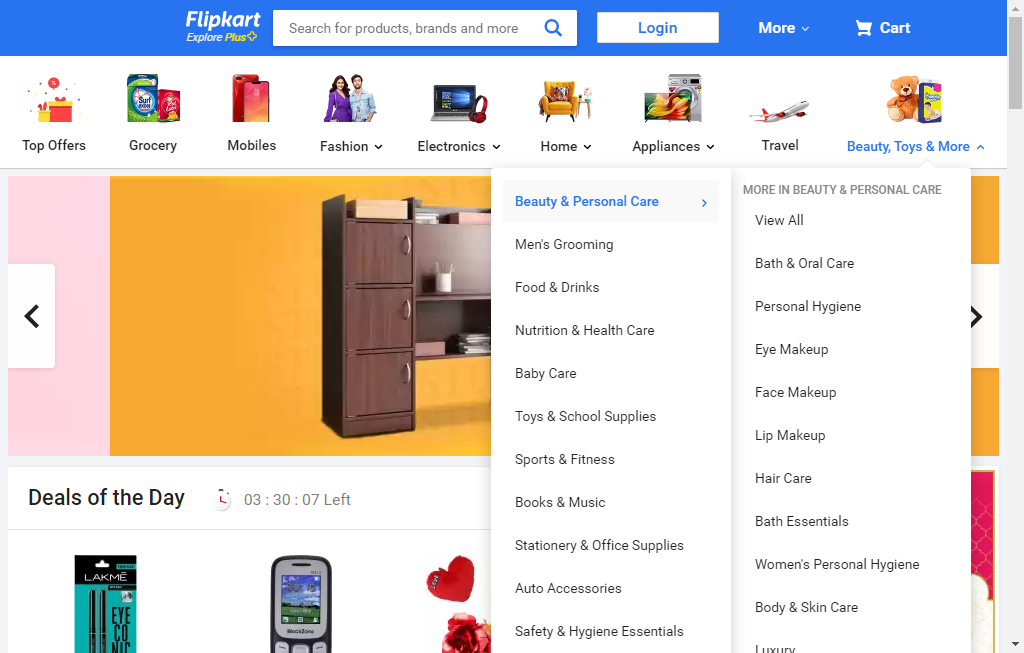 Flipkart
Explore Plus
Search for products, brands and more
Login
More
Cart
Top Offers
Grocery
Mobiles
Fashion
Electronics
Home
Appliances
Travel
Beauty, Toys & More
Beauty & Personal Care
Men's Grooming
Food & Drinks
Nutrition & Health Care
Baby Care
Toys & School Supplies
Sports & Fitness
Books & Music
Stationery & Office Supplies
Auto Accessories
Safety & Hygiene Essentials
MORE IN BEAUTY & PERSONAL CARE
View All
Bath & Oral Care
Personal Hygiene
Eye Makeup
Face Makeup
Lip Makeup
Hair Care
Bath Essentials
Women's Personal Hygiene
Body & Skin Care
Luxury
Deals of the Day
03 : 30 : 07 Left
LAKMÉ
EYE
CO
NIC
BlackZone